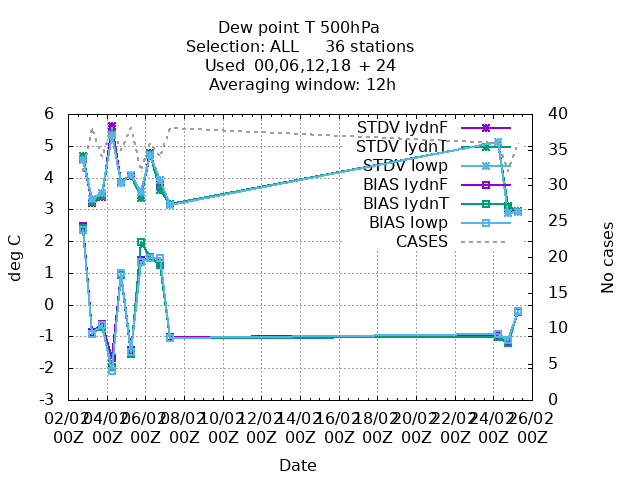 Dew point T 500hPa
Selection: ALL 36 stations
Used 00,06,12,18 + 24
Averaging window: 12h
6
5
4
3
2
1
0
-1
-2
-3
deg C
40
35
30
25
20
15
10
5
0
No cases
STDV lydnF
STDV lydnT
STDV lowp
BIAS lydnF
BIAS lydnT
BIAS lowp
CASES
02/02 04/02 06/02 08/02 10/02 12/02 14/02 16/02 18/02 20/02 22/02 24/02 26/02
00Z 00Z 00Z 00Z 00Z 00Z 00Z 00Z 00Z 00Z 00Z 00Z 00Z
Date